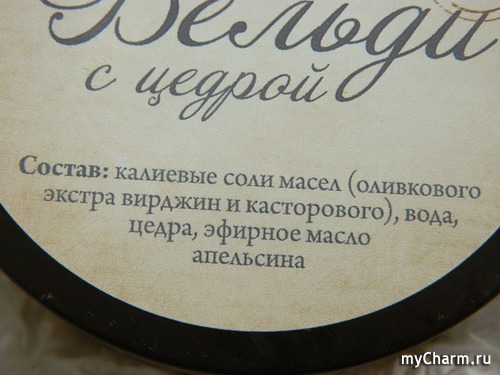 Бельди
с цедрой
Состав: калиевые соли масел (оливкового
экстра вирджин и касторового), вода,
цедра, эфирное масло
апельсина
myCharm.ru